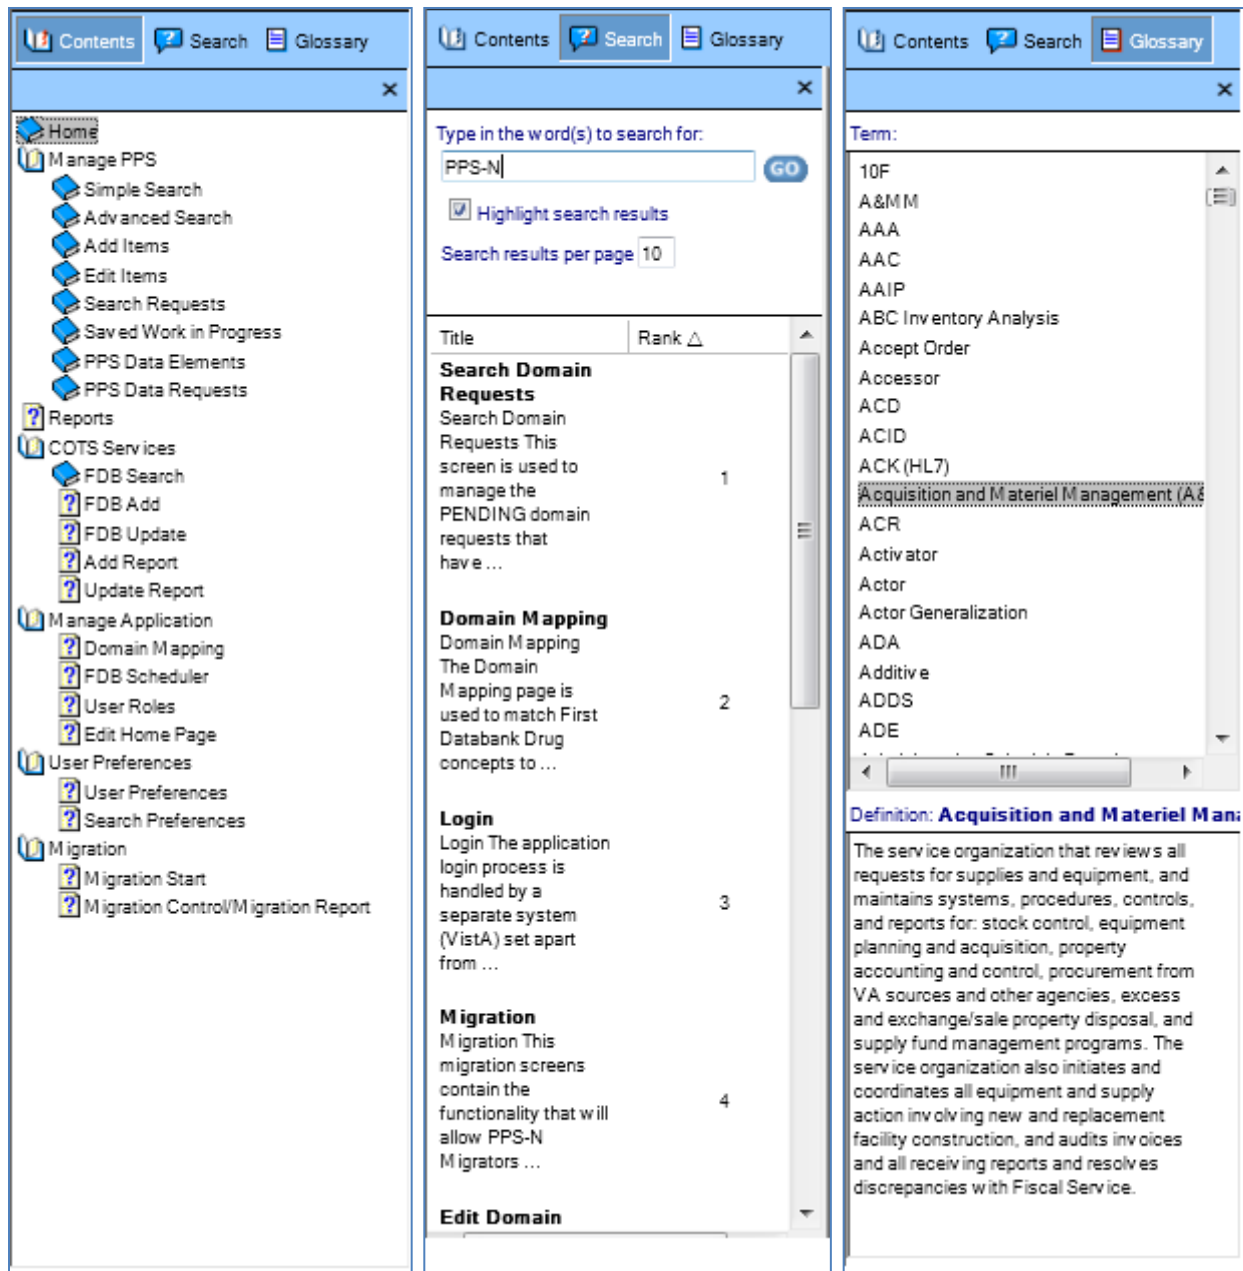 Contents Search Glossary
Home
Manage PPS
Simple Search
Advanced Search
Add Items
Edit Items
Search Requests
Saved Work in Progress
PPS Data Elements
PPS Data Requests
Reports
COTS Services
FDB Search
FDB Add
FDB Update
Add Report
Update Report
Manage Application
Domain Mapping
FDB Scheduler
User Roles
Edit Home Page
User Preferences
User Preferences
Search Preferences
Migration
Migration Start
Migration Control/Migration Report
Contents Search Glossary
Type in the word(s) to search for:
PPS-N GO
Highlight search results
Search results per page 10
Title Rank
Search Domain
Requests
Search Domain
Requests This
screen is used to
manage the 1
PENDING domain
requests that
have ...
Domain Mapping
Domain Mapping
The Domain
Mapping page is
used to match First 2
Databank Drug
concepts to ...
Login
Login The application
login process is
handled by a
separate system 3
(VistA) set apart
from ...
Migration
Migration This
migration screens
contain the
functionality that will 4
allow PPS-N
Migrators ...
Edit Domain
Contents Search Glossary
Term:
10F
A&MM
AAA
AAC
AAIP
ABC Inventory Analysis
Accept Order
Accessor
ACD
ACID
ACK (HL7)
Acquisition and Materiel Management (A&
ACR
Activator
Actor
Actor Generalization
ADA
Additive
ADDS
ADE
Definition: Acquisition and Materiel Mana
The service organization that reviews all
requests for supplies and equipment, and
maintains systems, procedures, controls,
and reports for: stock control, equipment
planning and acquisition, property
accounting and control, procurement from
VA sources and other agencies, excess
and exchange/sale property disposal, and
supply fund management programs. The
service organization also initiates and
coordinates all equipment and supply
action involving new and replacement
facility construction, and audits invoices
and all receiving reports and resolves
discrepancies with Fiscal Service.